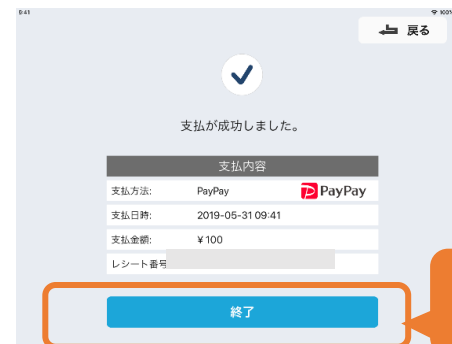 9:41
100%
戻る
支払が成功しました。
支払内容
支払方法: PayPay PayPay
支払日時: 2019-05-31 09:41
支払金額: ¥100
レシート番号
終了